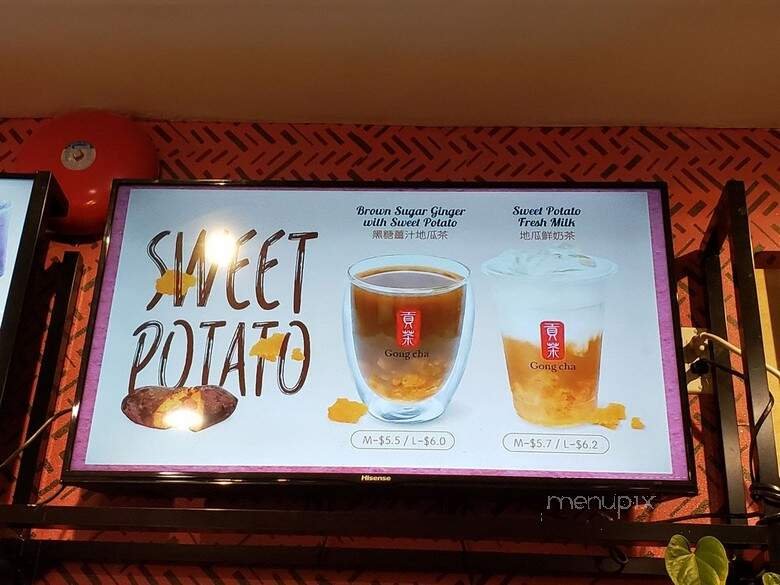 SWEET
POTATO
Brown Sugar Ginger
with Sweet Potato
黑糖薑汁地瓜茶
貢茶
Gong cha
M-$5.5 / L-$6.0
Sweet Potato
Fresh Milk
地瓜鮮奶茶
貢茶
Gong cha
M-$5.7 / L-$6.2
Hisense
menupix